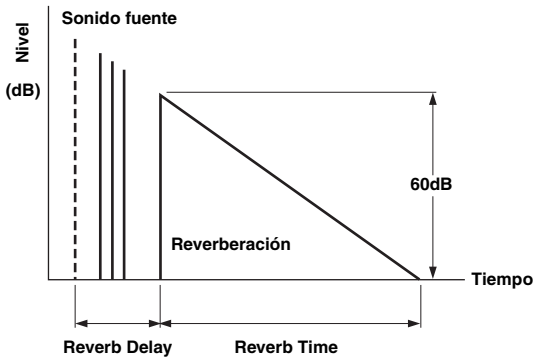 Sonido fuente
Nivel
(dB)
60dB
Reverberación
Tiempo
Reverb Delay
Reverb Time